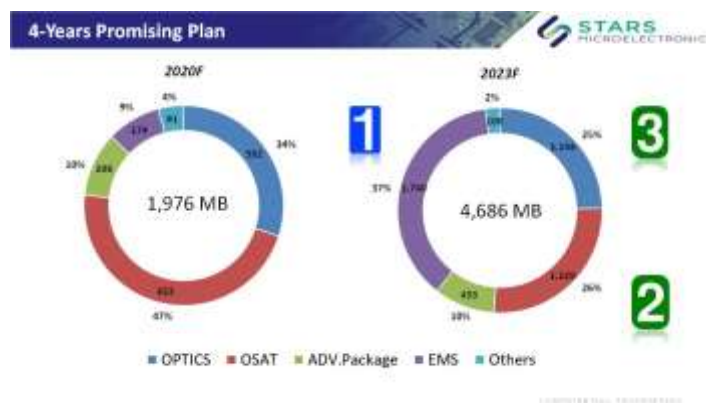 4-Years Promising Plan
STARS
MICROELECTRONIC
2020F
2023F
4%
9%
34%
10%
47%
1,976 MB
2%
25%
37%
26%
10%
4,686 MB
1
3
2
OPTICS OSAT ADV.Package EMS Others